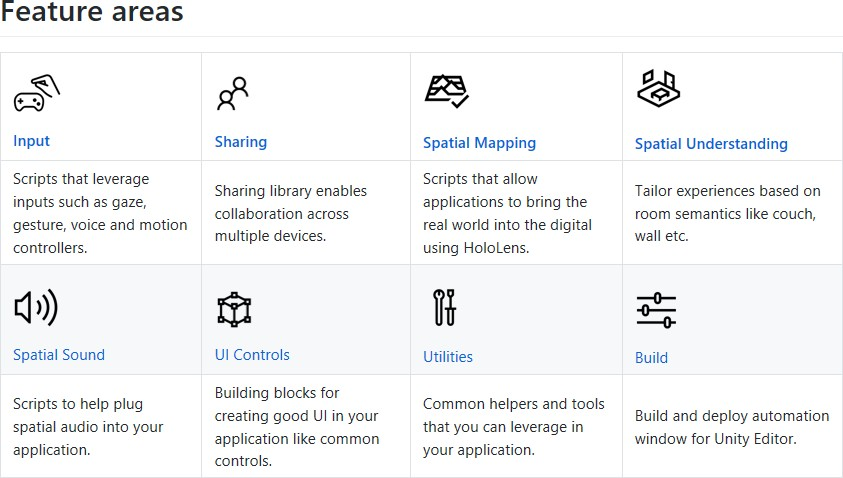 Feature areas
Input
Sharing
Spatial Mapping
Spatial Understanding
Scripts that leverage
inputs such as gaze,
gesture, voice and motion
controllers.
Sharing library enables
collaboration across
multiple devices.
Scripts that allow
applications to bring the
real world into the digital
using HoloLens.
Tailor experiences based on
room semantics like couch,
wall etc.
Spatial Sound
UI Controls
Utilities
Build
Scripts to help plug
spatial audio into your
application.
Building blocks for
creating good UI in your
application like common
controls.
Common helpers and tools
that you can leverage in
your application.
Build and deploy automation
window for Unity Editor.